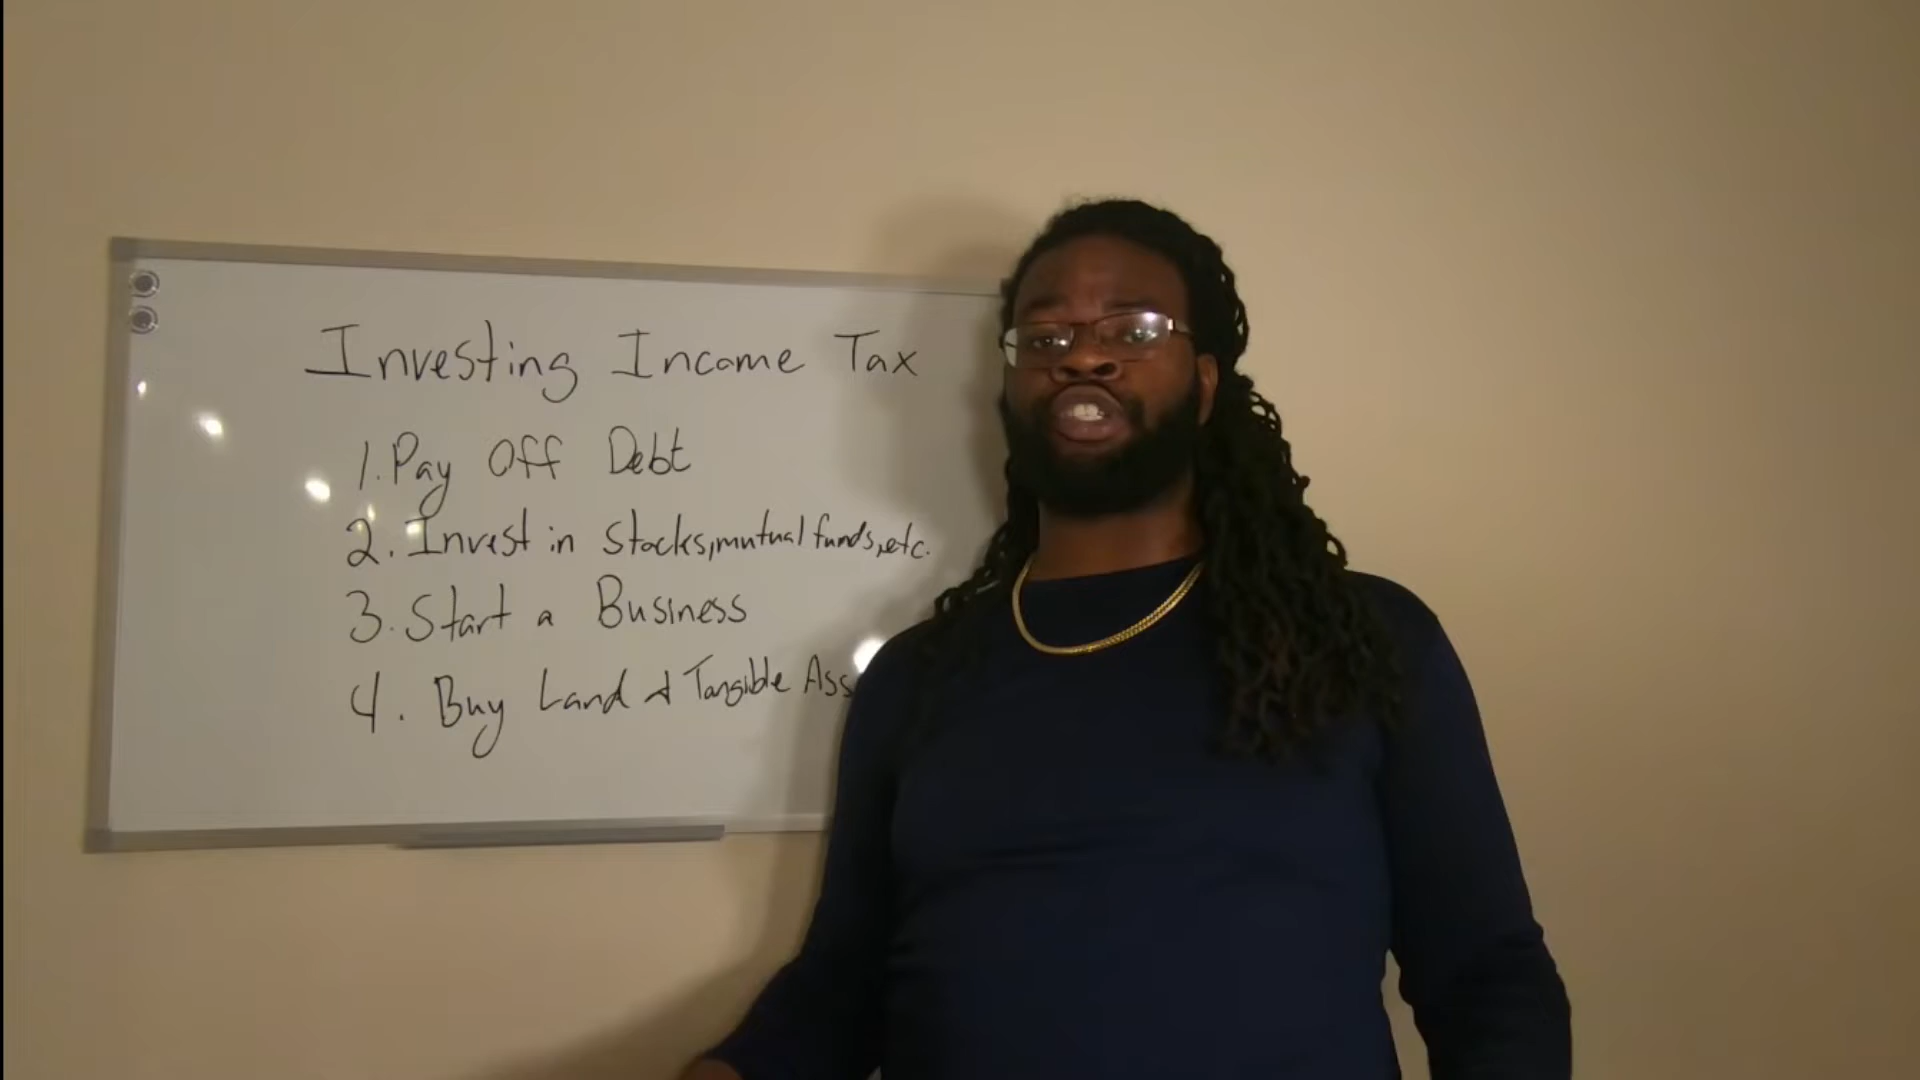 Investing Income Tax
1. Pay Off Debt
2. Invest in stocks, mutual funds, etc.
3. Start a Business
4. Buy Land & Tangible Ass